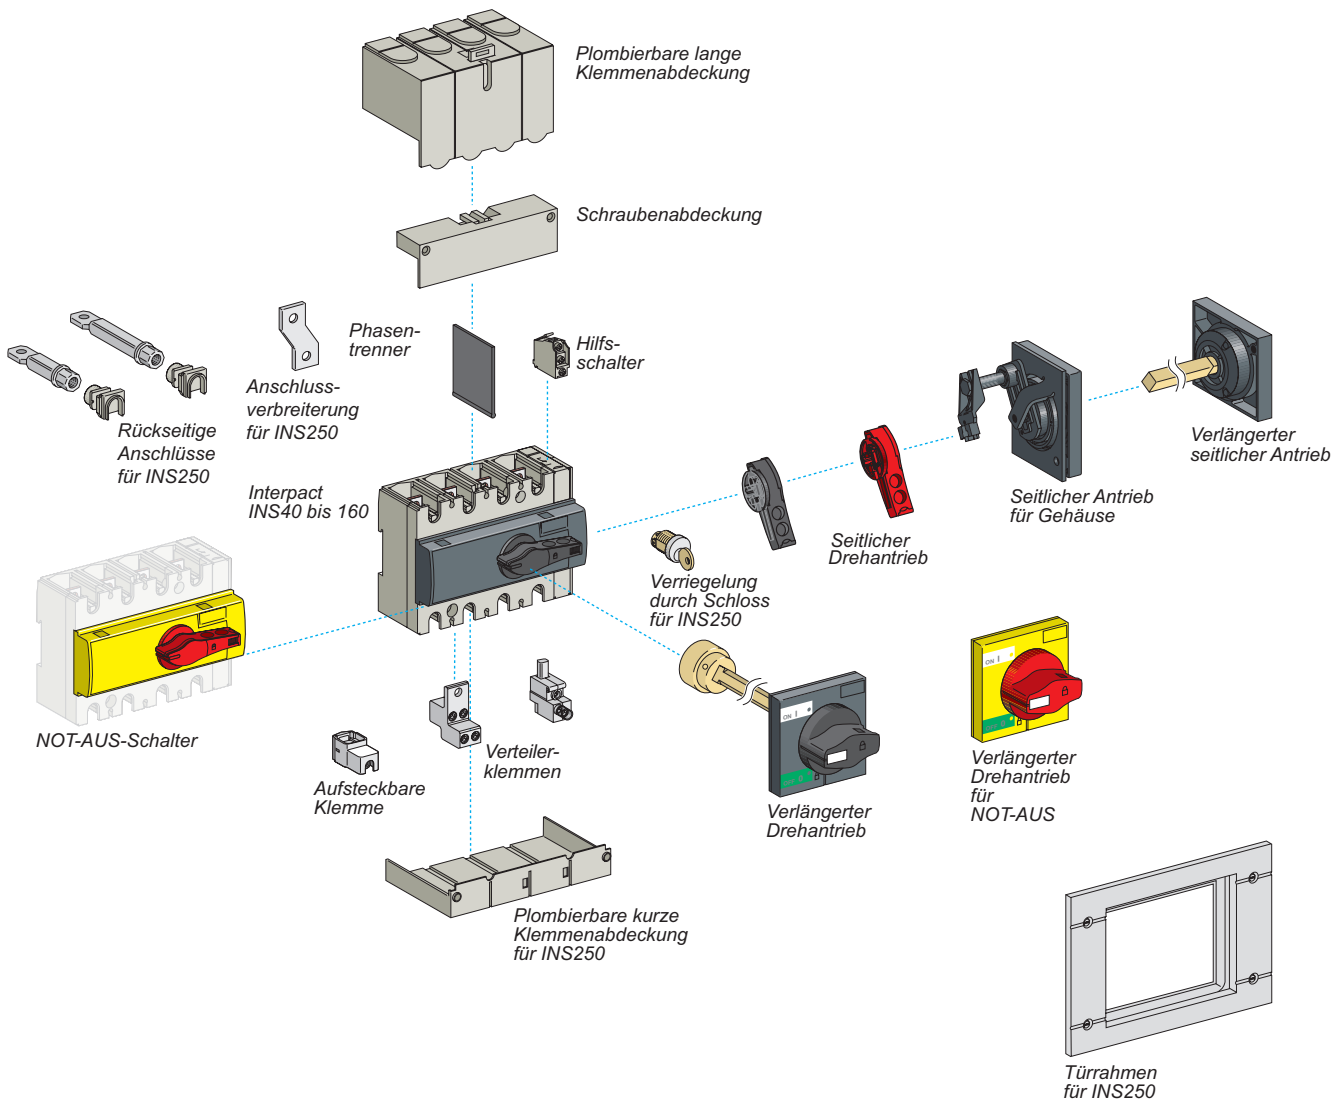 Plombierbare lange
Klemmenabdeckung
Schraubenabdeckung
Phasen-
trenner
Hilfs-
schalter
Anschluss-
verbreiterung
für INS250
Rückseitige
Anschlüsse
für INS250
Interpact
INS40 bis 160
Verlängerter
seitlicher Antrieb
Seitlicher Antrieb
für Gehäuse
Seitlicher
Drehantrieb
Verriegelung
durch Schloss
für INS250
NOT-AUS-Schalter
Aufsteckbare
Klemme
Verteiler-
klemmen
ON I
Verlängerter
Drehantrieb
ON I
Verlängerter
Drehantrieb
für
NOT-AUS
Plombierbare kurze
Klemmenabdeckung
für INS250
Türrahmen
für INS250